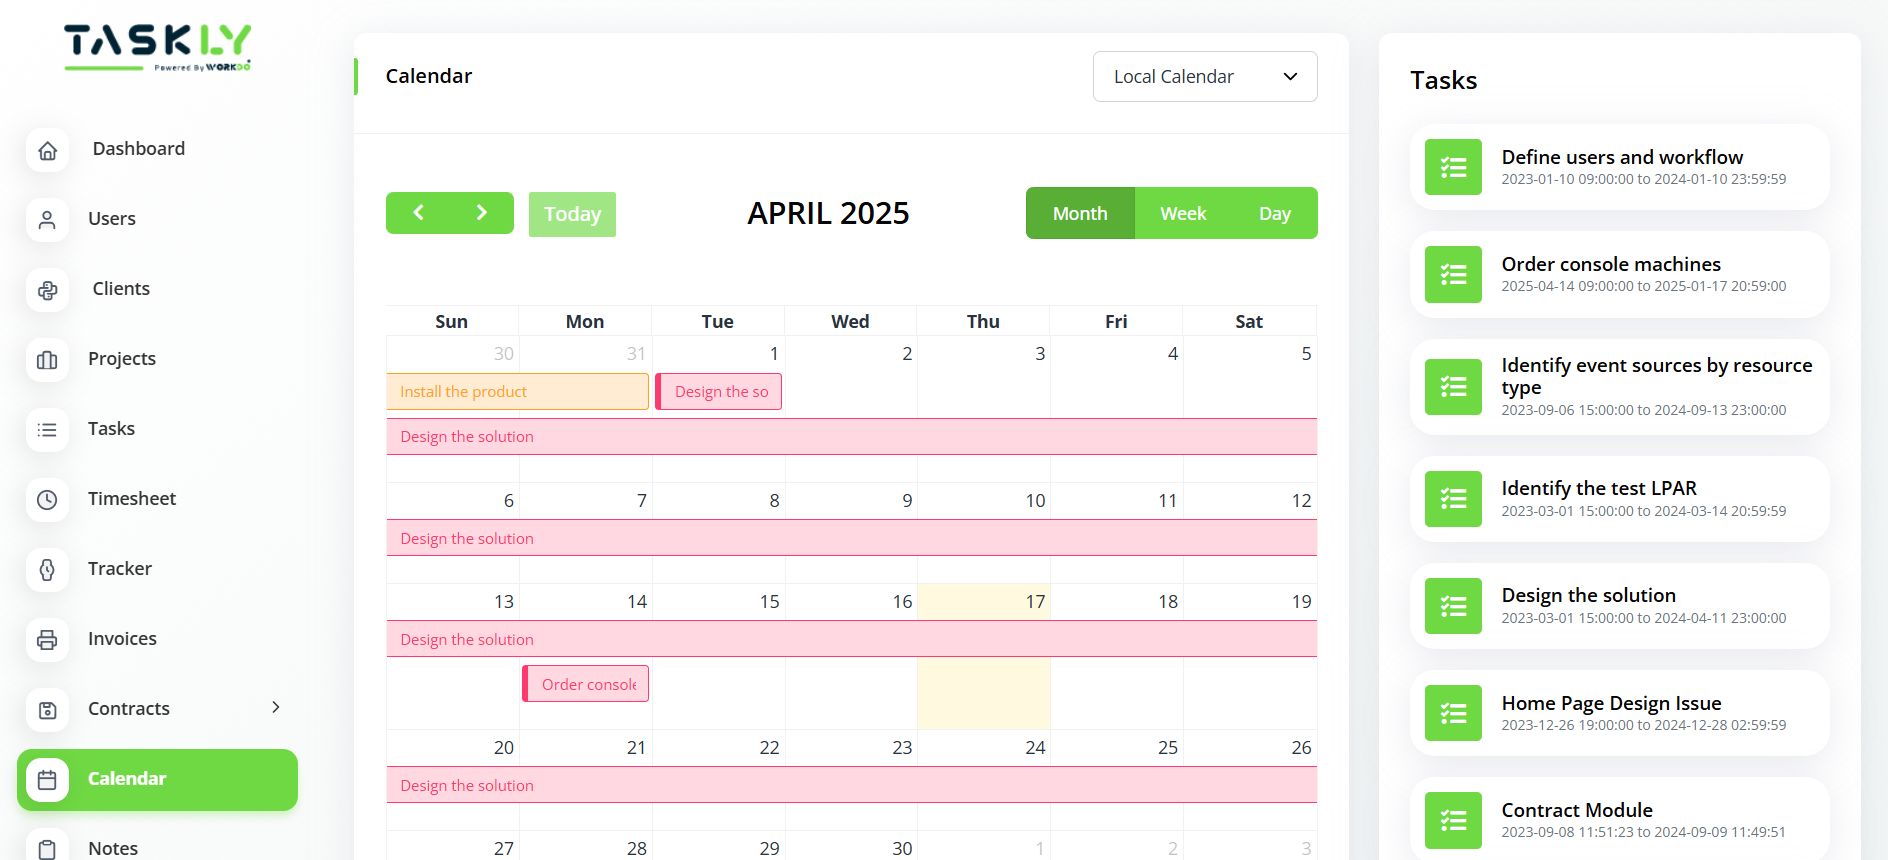 TASKLY
Powered By WORKDO
Dashboard
Users
Clients
Projects
Tasks
Timesheet
Tracker
Invoices
Contracts
Calendar
Notes
Calendar
Local Calendar
Today
APRIL 2025
Month Week Day
Sun Mon Tue Wed Thu Fri Sat
30 31 1 2 3 4 5
Install the product Design the so
Design the solution
6 7 8 9 10 11 12
Design the solution
13 14 15 16 17 18 19
Design the solution
Order console
20 21 22 23 24 25 26
Design the solution
27 28 29 30 1 2 3
Tasks
Define users and workflow
2023-01-10 09:00:00 to 2024-01-10 23:59:59
Order console machines
2025-04-14 09:00:00 to 2025-01-17 20:59:00
Identify event sources by resource
type
2023-09-06 15:00:00 to 2024-09-13 23:00:00
Identify the test LPAR
2023-03-01 15:00:00 to 2024-03-14 20:59:59
Design the solution
2023-03-01 15:00:00 to 2024-04-11 23:00:00
Home Page Design Issue
2023-12-26 19:00:00 to 2024-12-28 02:59:59
Contract Module
2023-09-08 11:51:23 to 2024-09-09 11:49:51